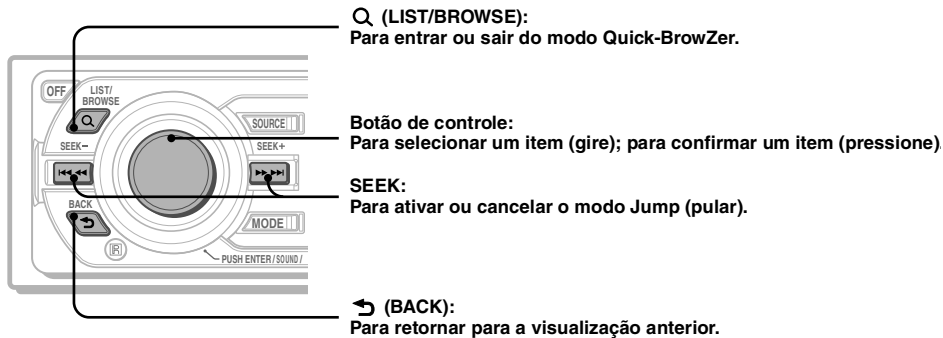 (LIST/BROWSE):
Para entrar ou sair do modo Quick-BrowZer.
Botão de controle:
Para selecionar um item (gire); para confirmar um item (pressione).
SEEK:
Para ativar ou cancelar o modo Jump (pular).
(BACK):
Para retornar para a visualização anterior.
OFF
LIST/
BROWSE
SOURCE
SEEK−
SEEK+
BACK
MODE
R
PUSH ENTER / SOUND /